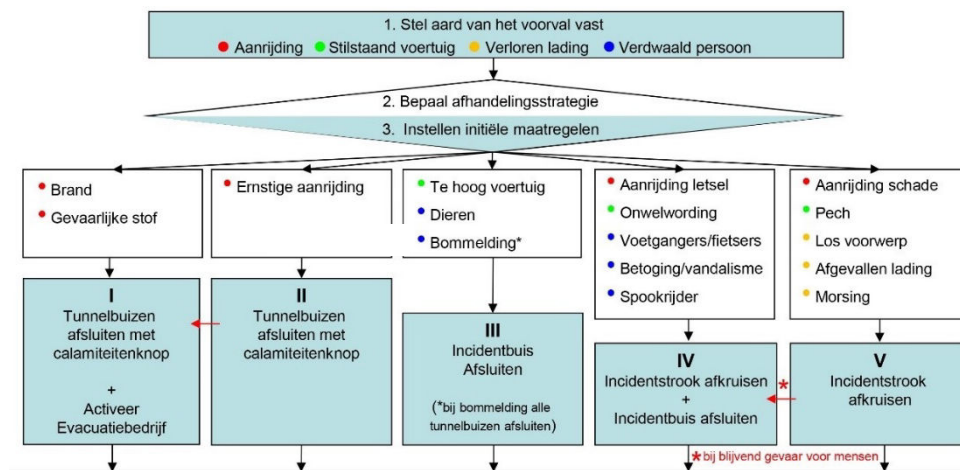 1. Stel aard van het voorval vast
Aanrijding Stilstaand voertuig Verloren lading Verdwaald persoon
2. Bepaal afhandelingsstrategie
3. Instellen initiële maatregelen
Brand
Gevaarlijke stof
Ernstige aanrijding
Te hoog voertuig
Dieren
Bommelding*
Aanrijding letsel
Onwelwording
Voetgangers/fietsers
Betoging/vandalisme
Spookrijder
Aanrijding schade
Pech
Los voorwerp
Afgevallen lading
Morsing
I
Tunnelbuizen
afsluiten met
calamiteitenknop
+
Activeer
Evacuatiebedrijf
II
Tunnelbuizen
afsluiten met
calamiteitenknop
III
Incidentbuis
Afsluiten
(*bij bommelding alle
tunnelbuizen afsluiten)
IV
Incidentstrook afkruisen
+
Incidentbuis afsluiten
*
V
Incidentstrook
afkruisen
*bij blijvend gevaar voor mensen